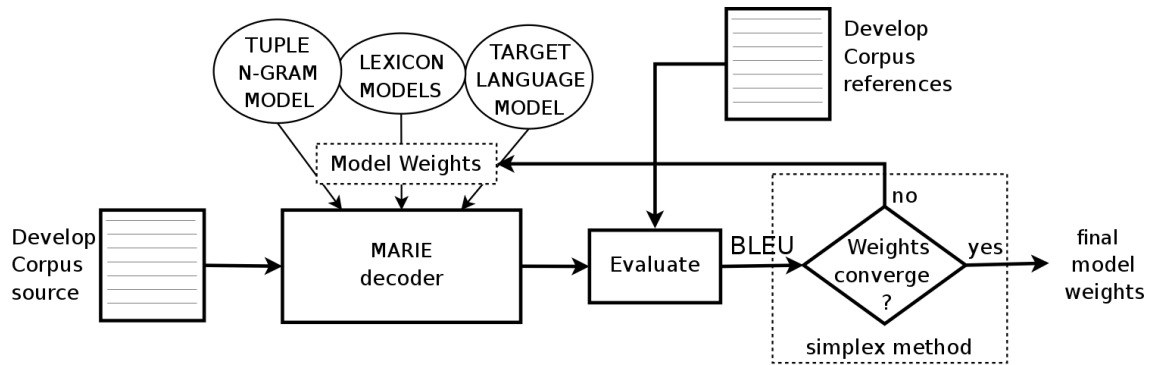 TUPLE
N-GRAM
MODEL
LEXICON
MODELS
TARGET
LANGUAGE
MODEL
Develop
Corpus
references
Model Weights
no
Develop
Corpus
source
MARIE
decoder
Evaluate
BLEU
Weights
converge
?
yes
final
model
weights
simplex method